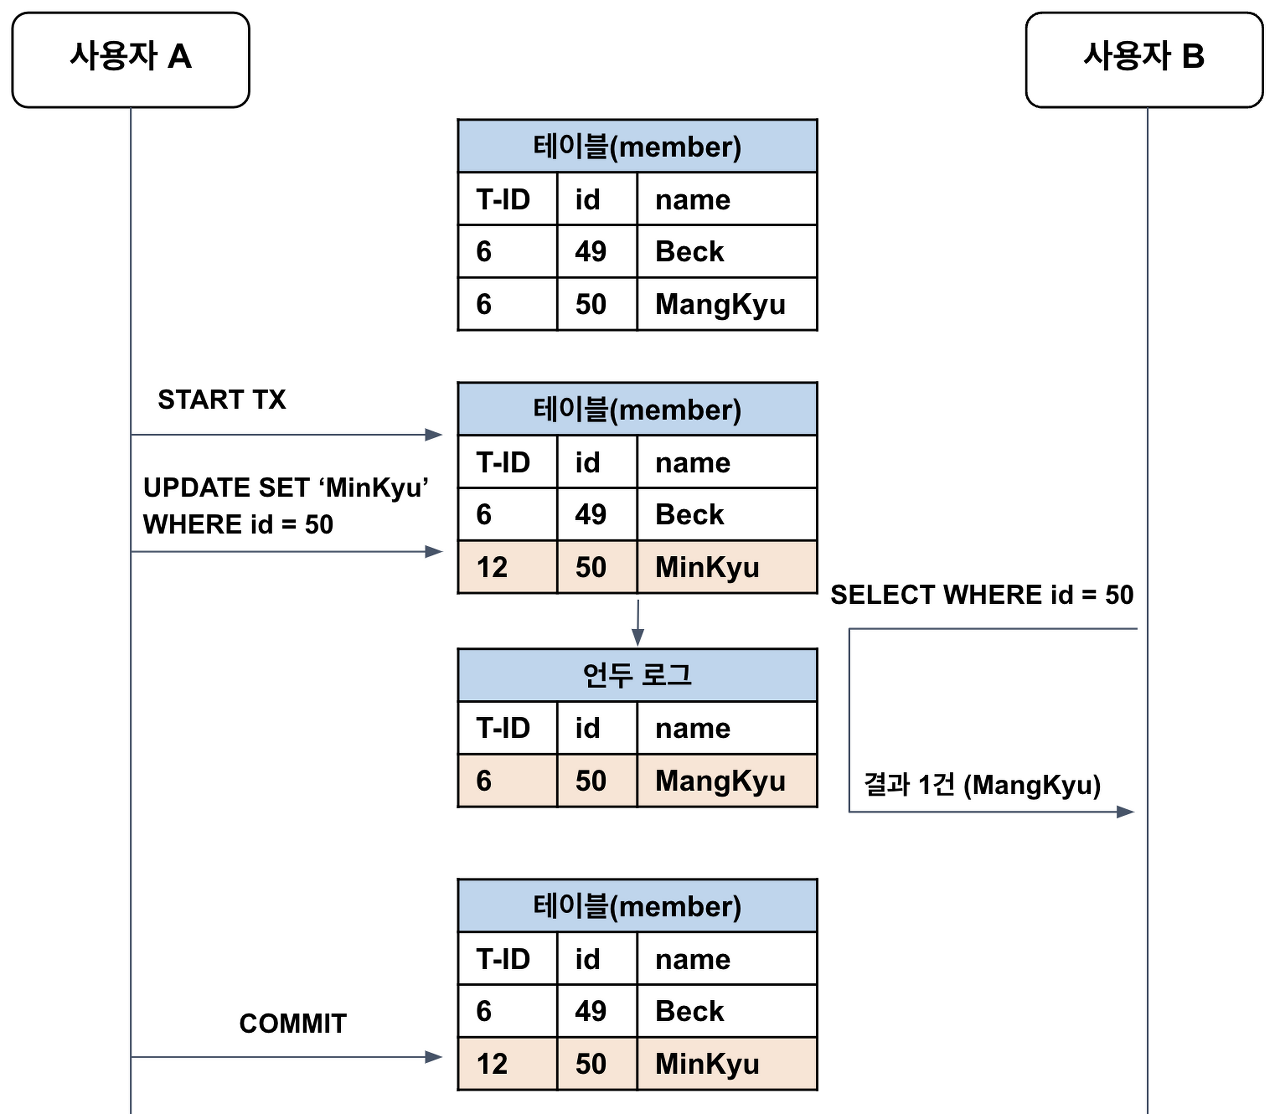 사용자 A
사용자 B
테이블(member)
T-ID id name
6 49 Beck
6 50 MangKyu
START TX
테이블(member)
T-ID id name
UPDATE SET ‘MinKyu’
WHERE id = 50
6 49 Beck
12 50 MinKyu
SELECT WHERE id = 50
언두 로그
T-ID id name
6 50 MangKyu
결과 1건 (MangKyu)
테이블(member)
T-ID id name
6 49 Beck
COMMIT
12 50 MinKyu